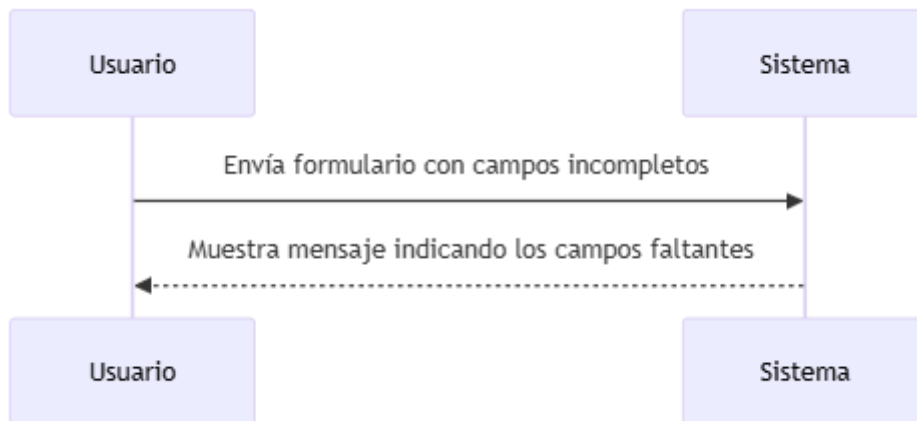 Usuario
Sistema
Envía formulario con campos incompletos
Muestra mensaje indicando los campos faltantes
Usuario
Sistema